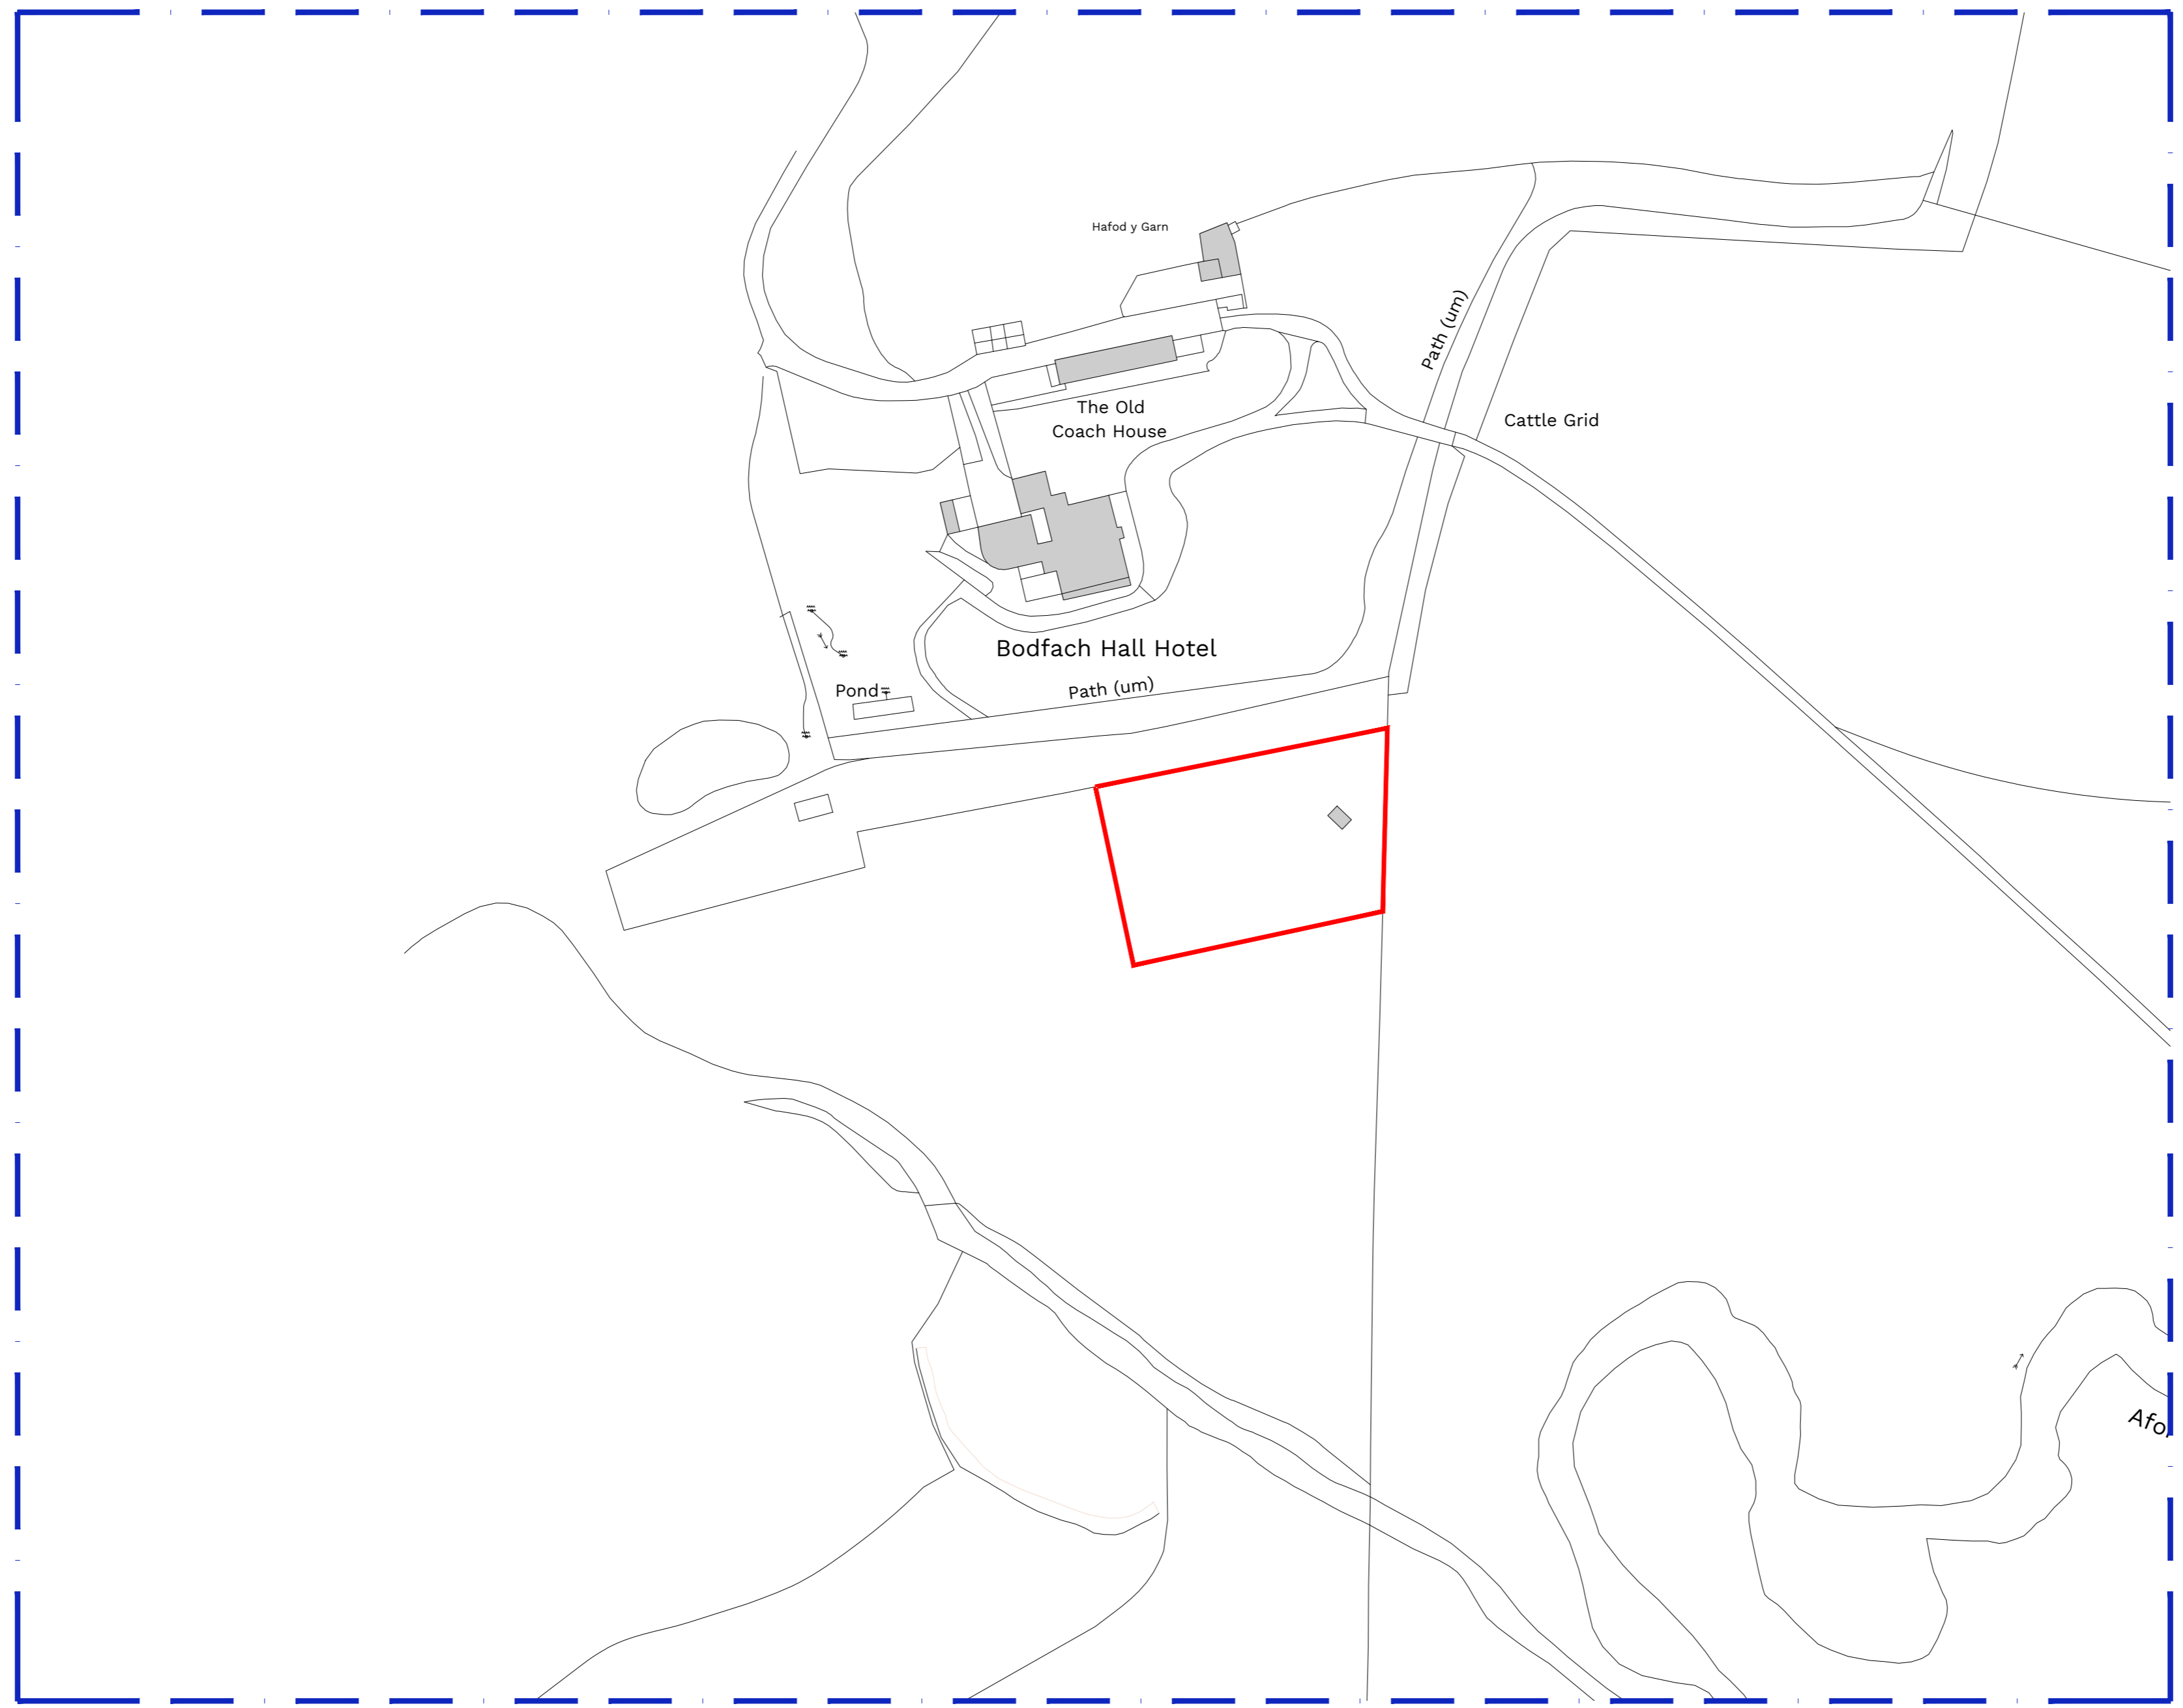 Hafod y Garn
Path (um)
The Old
Coach House
Cattle Grid
Bodfach Hall Hotel
Path (um)
Pond
Afo